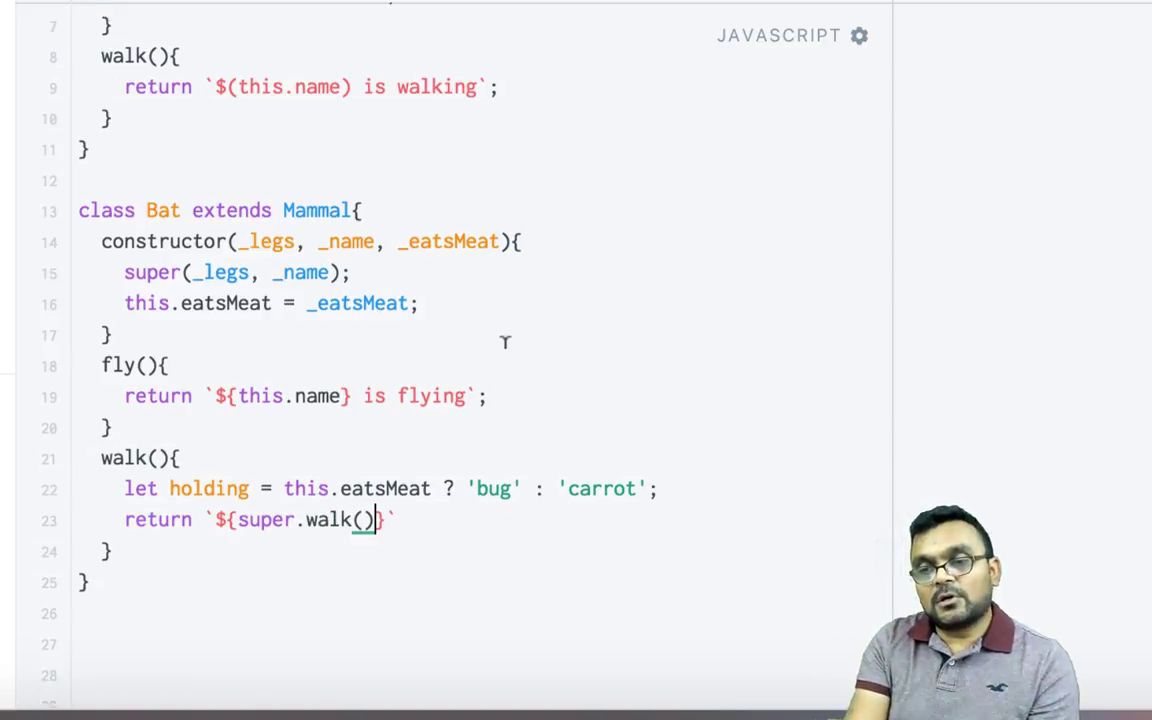 JAVASCRIPT
7 }
8 walk(){
9 return `$(this.name) is walking`;
10 }
11 }
12
13 class Bat extends Mammal{
14 constructor(_legs, _name, _eatsMeat){
15 super(_legs, _name);
16 this.eatsMeat = _eatsMeat;
17 }
18 fly(){
19 return `${this.name} is flying`;
20 }
21 walk(){
22 let holding = this.eatsMeat ? 'bug' : 'carrot';
23 return `${super.walk()}`
24 }
25 }
26
27
28